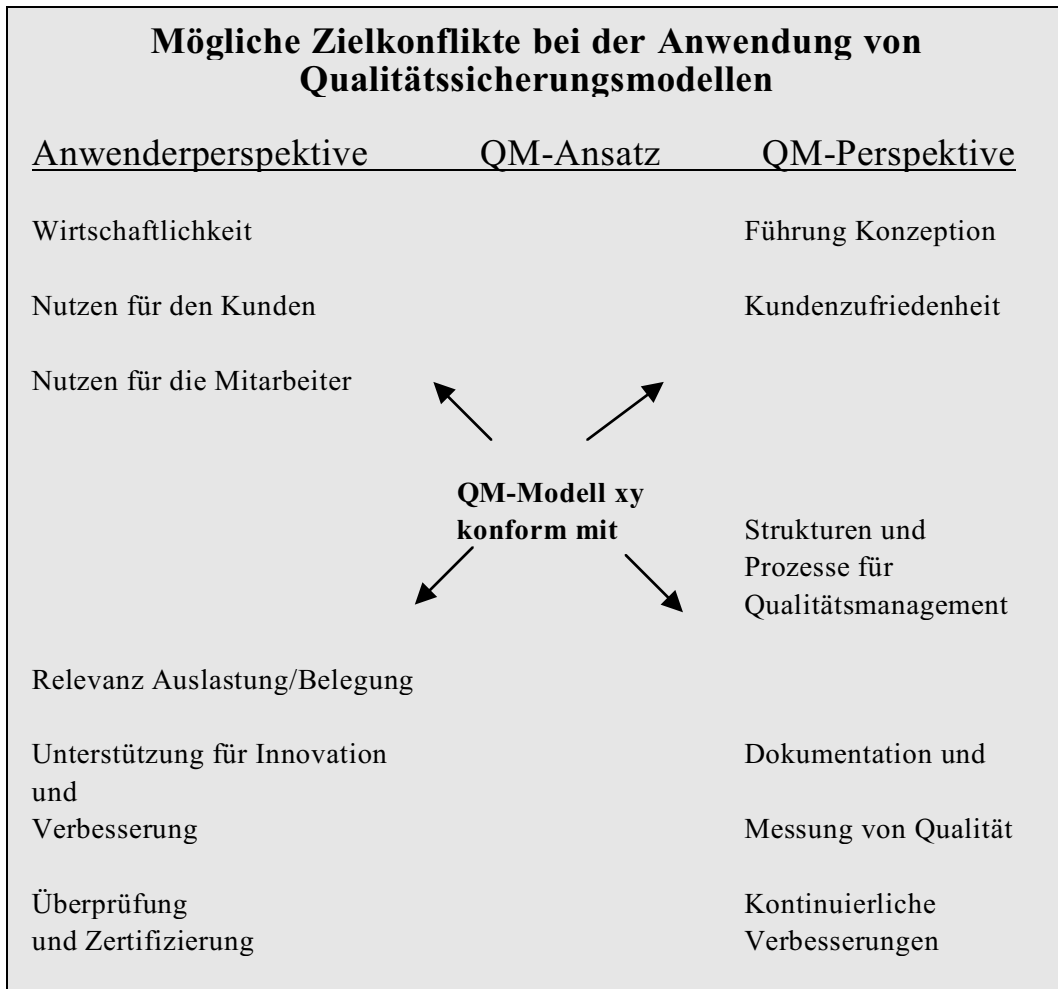 Mögliche Zielkonflikte bei der Anwendung von
Qualitätssicherungsmodellen
Anwenderperspektive QM-Ansatz QM-Perspektive
Wirtschaftlichkeit Führung Konzeption
Nutzen für den Kunden Kundenzufriedenheit
Nutzen für die Mitarbeiter
QM-Modell xy
konform mit Strukturen und
Prozesse für
Qualitätsmanagement
Relevanz Auslastung/Belegung
Unterstützung für Innovation Dokumentation und
und
Verbesserung Messung von Qualität
Überprüfung Kontinuierliche
und Zertifizierung Verbesserungen